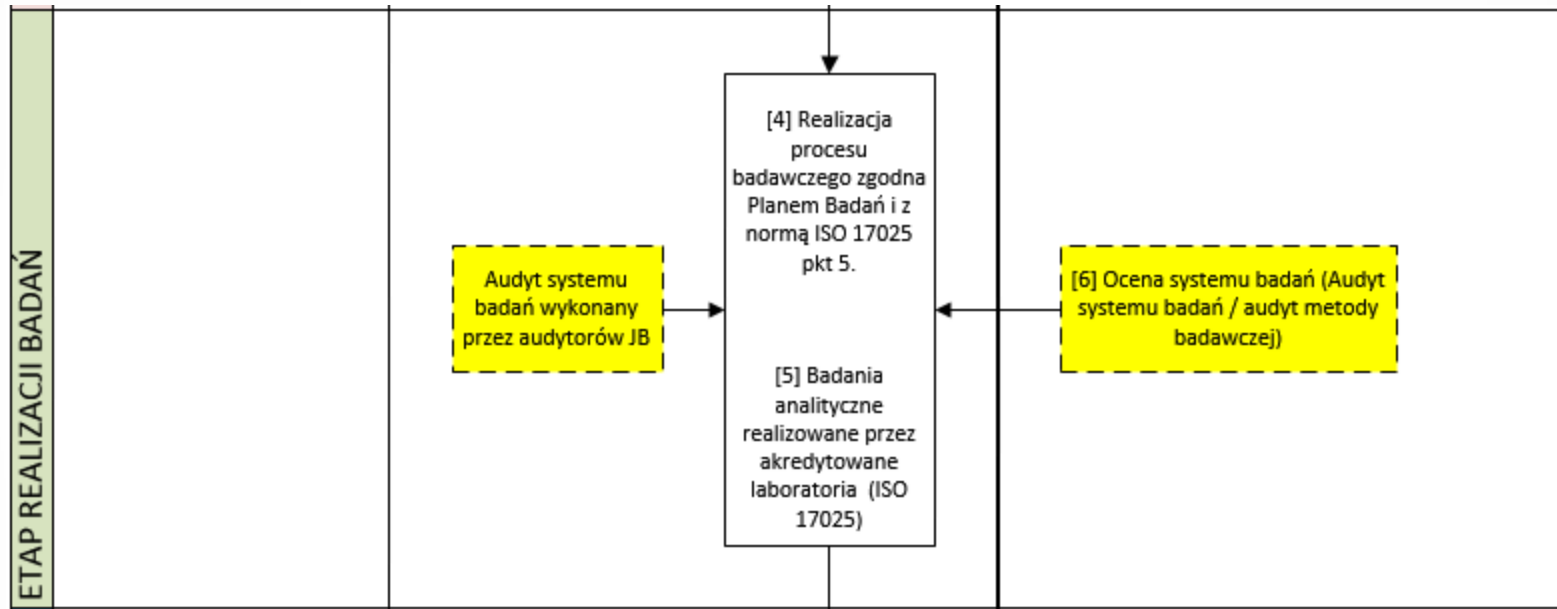 ETAP REALIZACJI BADAŃ
Audyt systemu
badań wykonany
przez audytorów JB
[4] Realizacja
procesu
badawczego zgodna
Planem Badań i z
normą ISO 17025
pkt 5.
[5] Badania
analityczne
realizowane przez
akredytowane
laboratoria (ISO
17025)
[6] Ocena systemu badań (Audyt
systemu badań / audyt metody
badawczej)